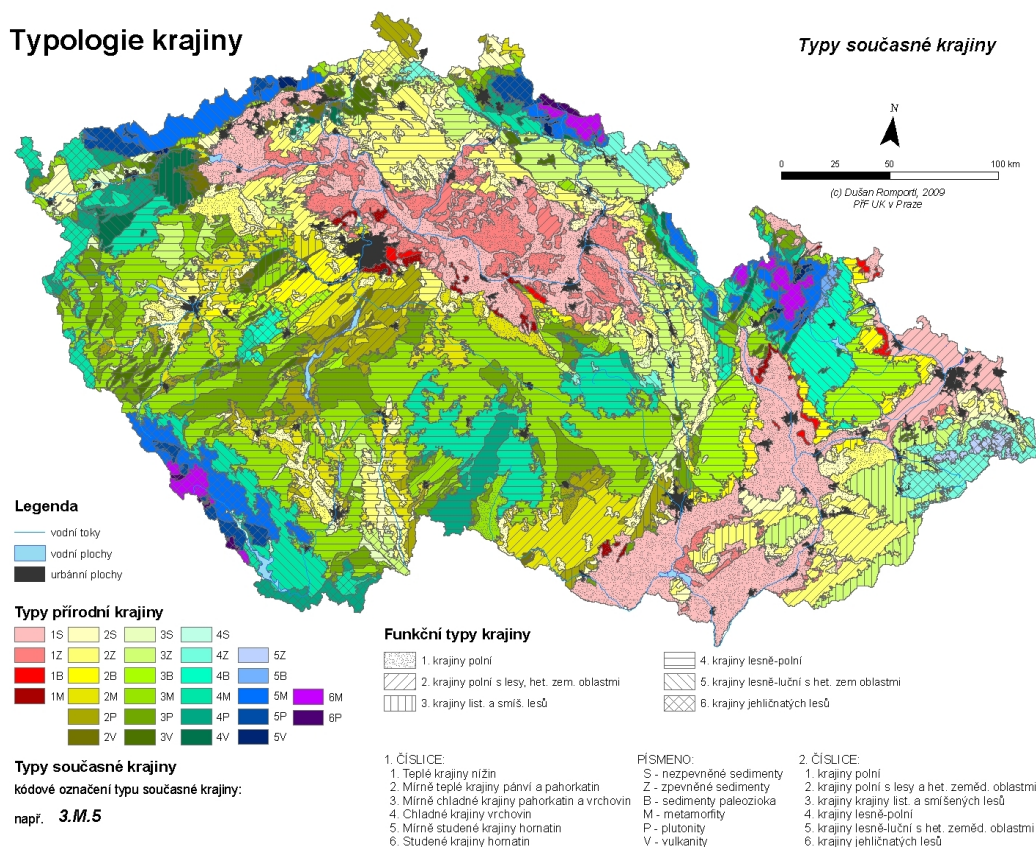 Typologie krajiny
Typy současné krajiny
N
0 25 50 100 km
(c) Dušan Romportl, 2009
PřF UK v Praze
Legenda
vodní toky
vodní plochy
urbánní plochy
Typy přírodní krajiny
1S 2S 3S 4S
1Z 2Z 3Z 4Z 5Z
1B 2B 3B 4B 5B
1M 2M 3M 4M 5M 6M
2P 3P 4P 5P 6P
2V 3V 4V 5V
Typy současné krajiny
kódové označení typu současné krajiny:
např. 3.M.5
Funkční typy krajiny
1. krajiny polní
2. krajiny polní s lesy, het. zem. oblastmi
3. krajiny list. a smíš. lesů
4. krajiny lesně-polní
5. krajiny lesně-luční s het. zem oblastmi
6. krajiny jehličnatých lesů
1. ČÍSLICE:
1. Teplé krajiny nížin
2. Mírně teplé krajiny pánví a pahorkatin
3. Mírně chladné krajiny pahorkatin a vrchovin
4. Chladné krajiny vrchovin
5. Mírně studené krajiny hornatin
6. Studené krajiny hornatin
PÍSMENO:
S - nezpevněné sedimenty
Z - zpevněné sedimenty
B - sedimenty paleozioka
M - metamorfity
P - plutonity
V - vulkanity
2. ČÍSLICE:
1. krajiny polní
2. krajiny polní s lesy a het. zeměd. oblastmi
3. krajiny krajiny list. a smíšených lesů
4. krajiny lesně-polní
5. krajiny lesně-luční s het. zeměd. oblastmi
6. krajiny jehličnatých lesů